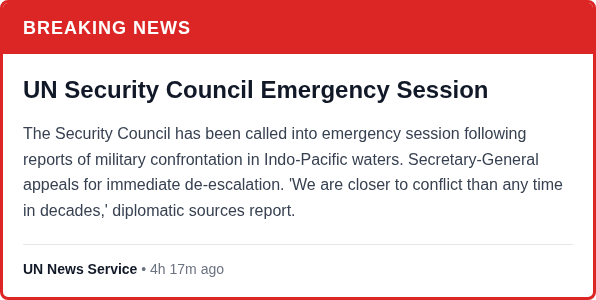 BREAKING NEWS
UN Security Council Emergency Session
The Security Council has been called into emergency session following
reports of military confrontation in Indo-Pacific waters. Secretary-General
appeals for immediate de-escalation. 'We are closer to conflict than any time
in decades,' diplomatic sources report.
UN News Service • 4h 17m ago